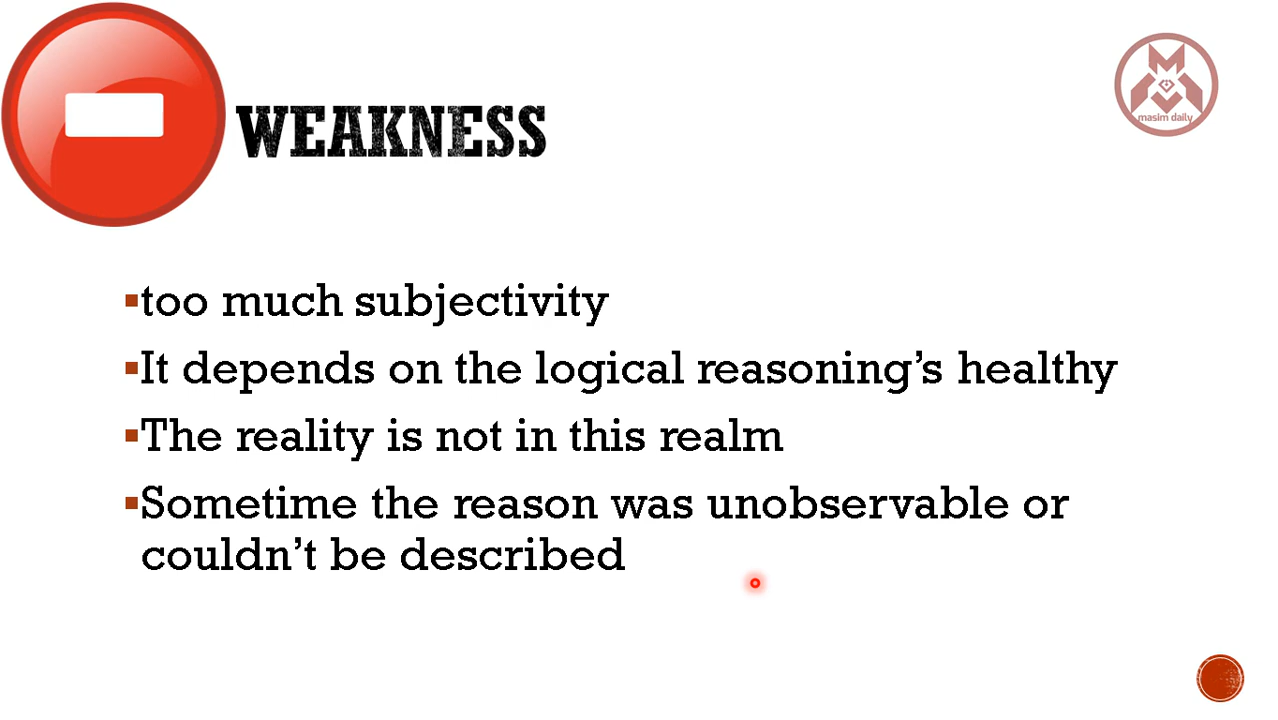 WEAKNESS
masim daily
▪too much subjectivity
▪It depends on the logical reasoning’s healthy
▪The reality is not in this realm
▪Sometime the reason was unobservable or
couldn’t be described